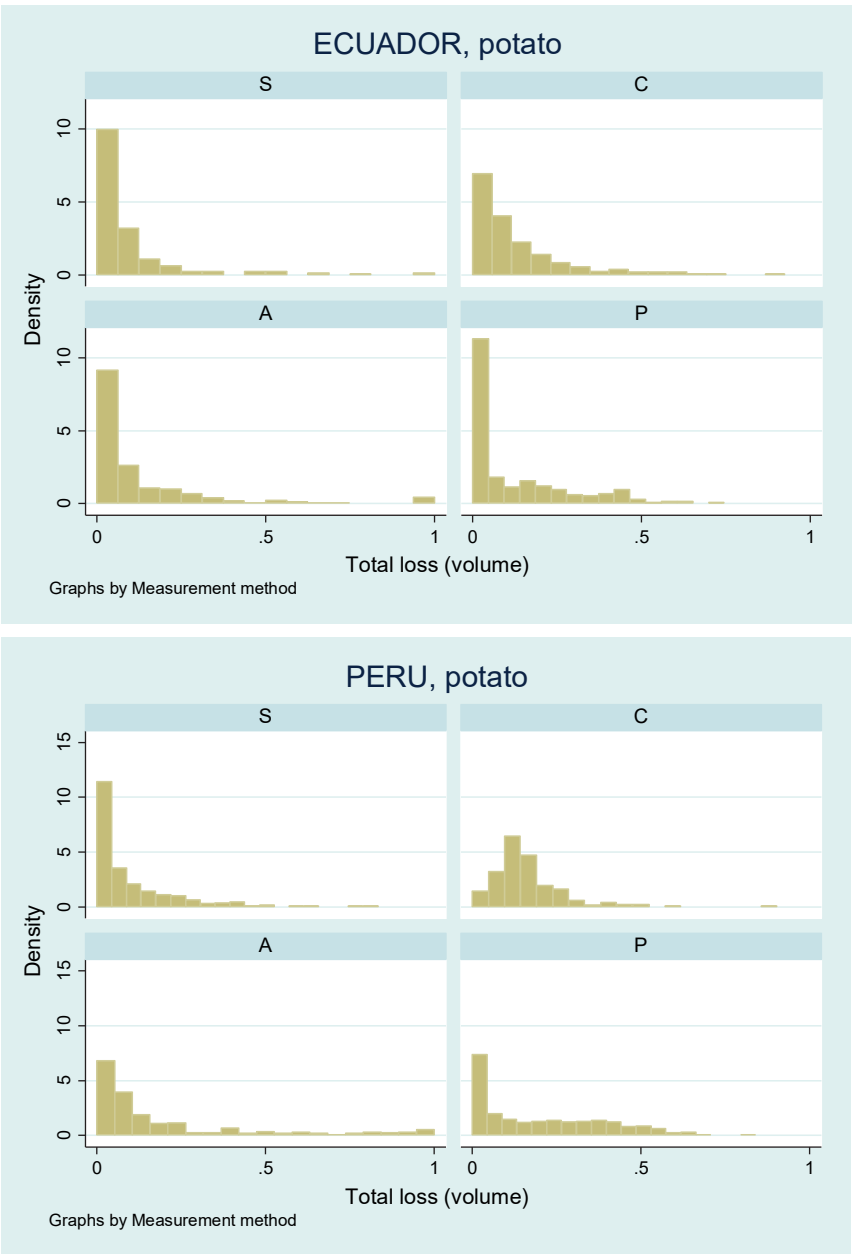 ECUADOR, potato
S
C
10
5
0
A
P
10
5
0
0
.5
1
0
.5
1
Density
Total loss (volume)
Graphs by Measurement method
PERU, potato
S
C
15
10
5
0
A
P
15
10
5
0
0
.5
1
0
.5
1
Density
Total loss (volume)
Graphs by Measurement method